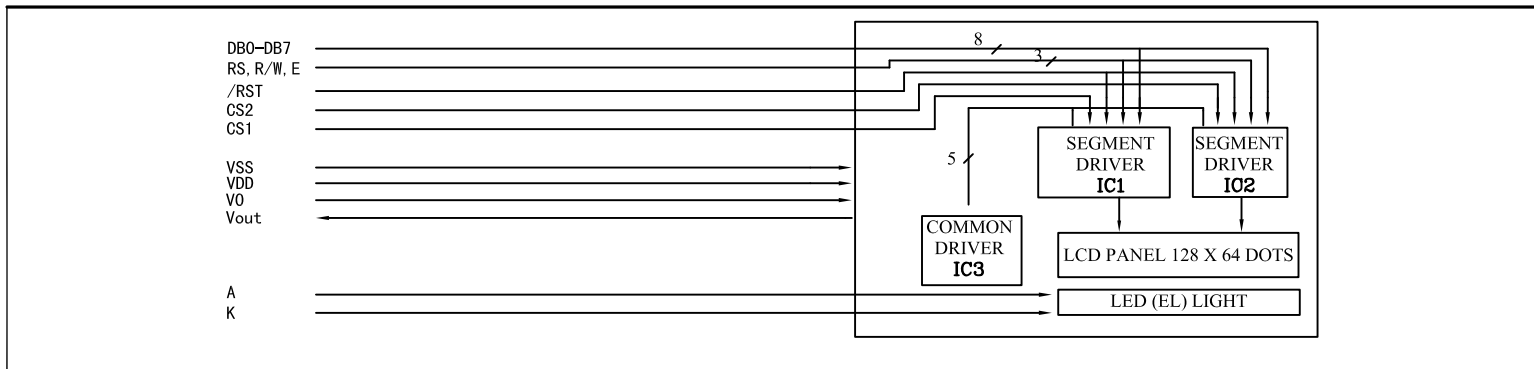 DB0-DB7
8
RS, R/W, E
3
/RST
CS2
CS1
VSS
VDD
V0
Vout
5
SEGMENT
DRIVER
IC1
SEGMENT
DRIVER
IC2
COMMON
DRIVER
IC3
LCD PANEL 128 X 64 DOTS
A
K
LED (EL) LIGHT